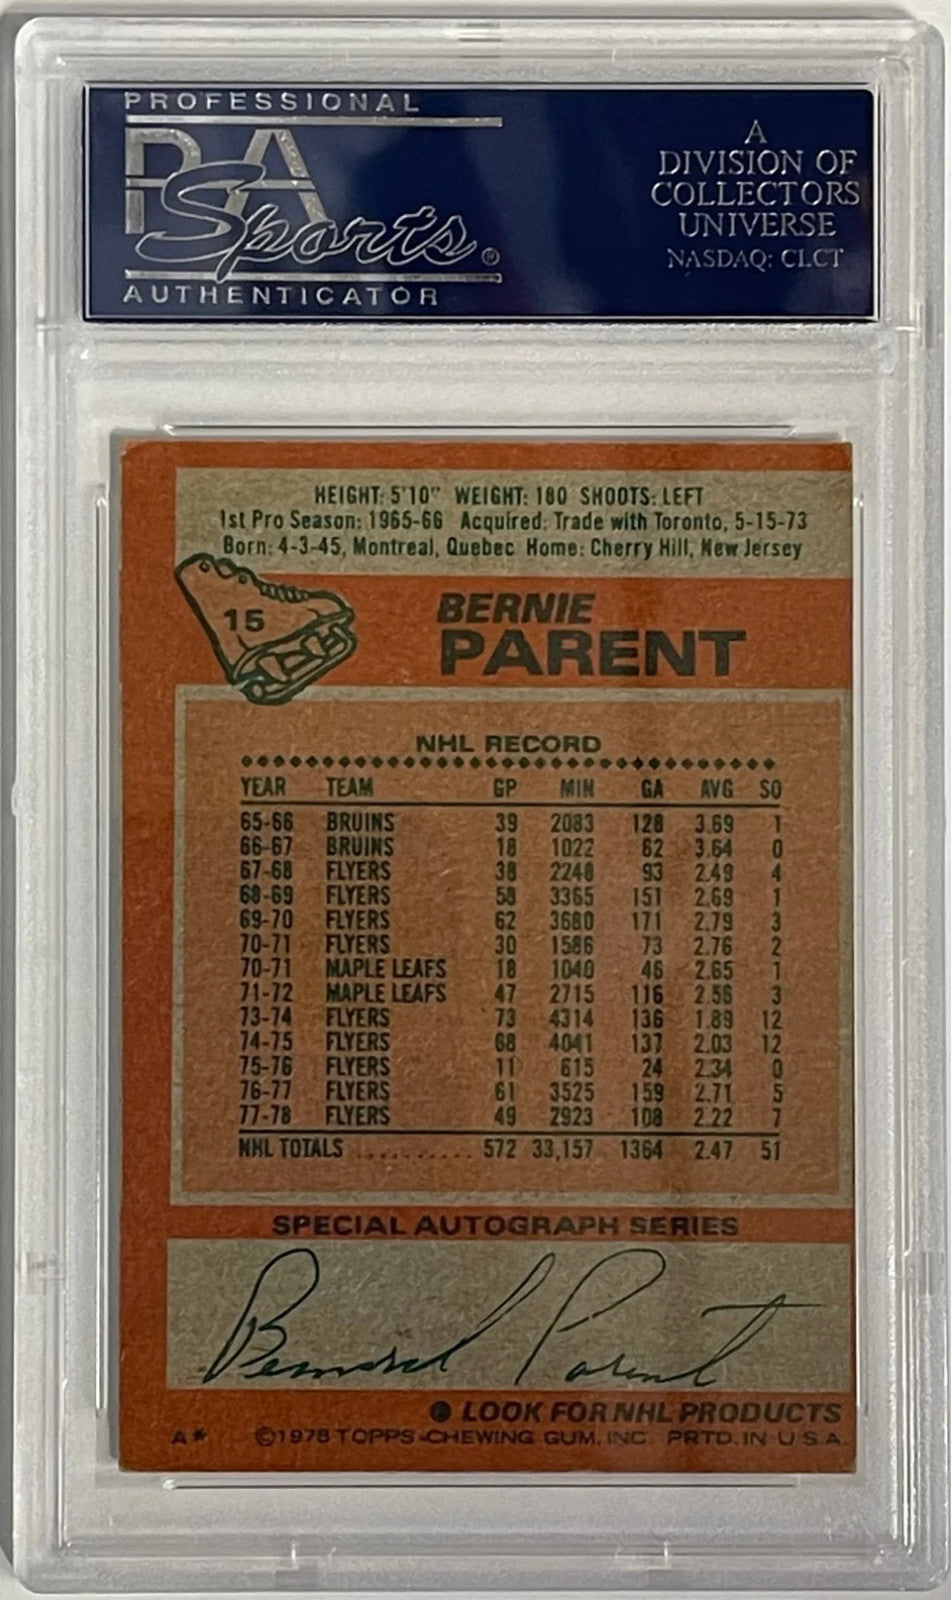 PROFESSIONAL
PSA
Sports®
AUTHENTICATOR
A
DIVISION OF
COLLECTORS
UNIVERSE
NASDAQ: CLCT
HEIGHT: 5'10" WEIGHT: 180 SHOOTS: LEFT
1st Pro Season: 1965-66 Acquired: Trade with Toronto, 5-15-73
Born: 4-3-45, Montreal, Quebec Home: Cherry Hill, New Jersey
15
BERNIE
PARENT
NHL RECORD
YEAR TEAM GP MIN GA AVG SO
65-66 BRUINS 39 2083 128 3.69 1
66-67 BRUINS 18 1022 62 3.64 0
67-68 FLYERS 38 2248 93 2.49 4
68-69 FLYERS 58 3365 151 2.69 1
69-70 FLYERS 62 3680 171 2.79 3
70-71 FLYERS 30 1586 73 2.76 2
70-71 MAPLE LEAFS 18 1040 46 2.65 1
71-72 MAPLE LEAFS 47 2715 116 2.56 3
73-74 FLYERS 73 4314 136 1.89 12
74-75 FLYERS 68 4041 137 2.03 12
75-76 FLYERS 11 615 24 2.34 0
76-77 FLYERS 61 3525 159 2.71 5
77-78 FLYERS 49 2923 108 2.22 7
NHL TOTALS .......... 572 33,157 1364 2.47 51
SPECIAL AUTOGRAPH SERIES
Bernard Parent
● LOOK FOR NHL PRODUCTS
A* ©1978 TOPPS CHEWING GUM, INC. PRTD. IN U.S.A.